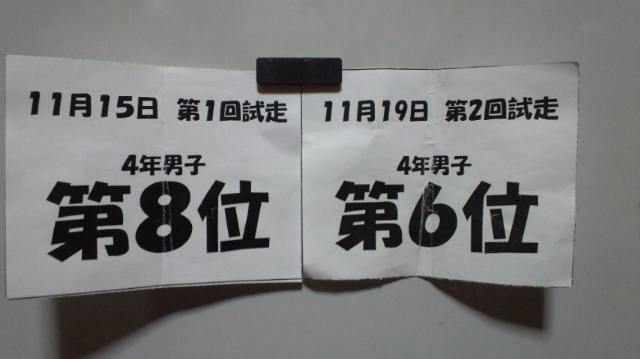 11月15日 第1回試走
4年男子
第8位
11月19日 第2回試走
4年男子
第6位